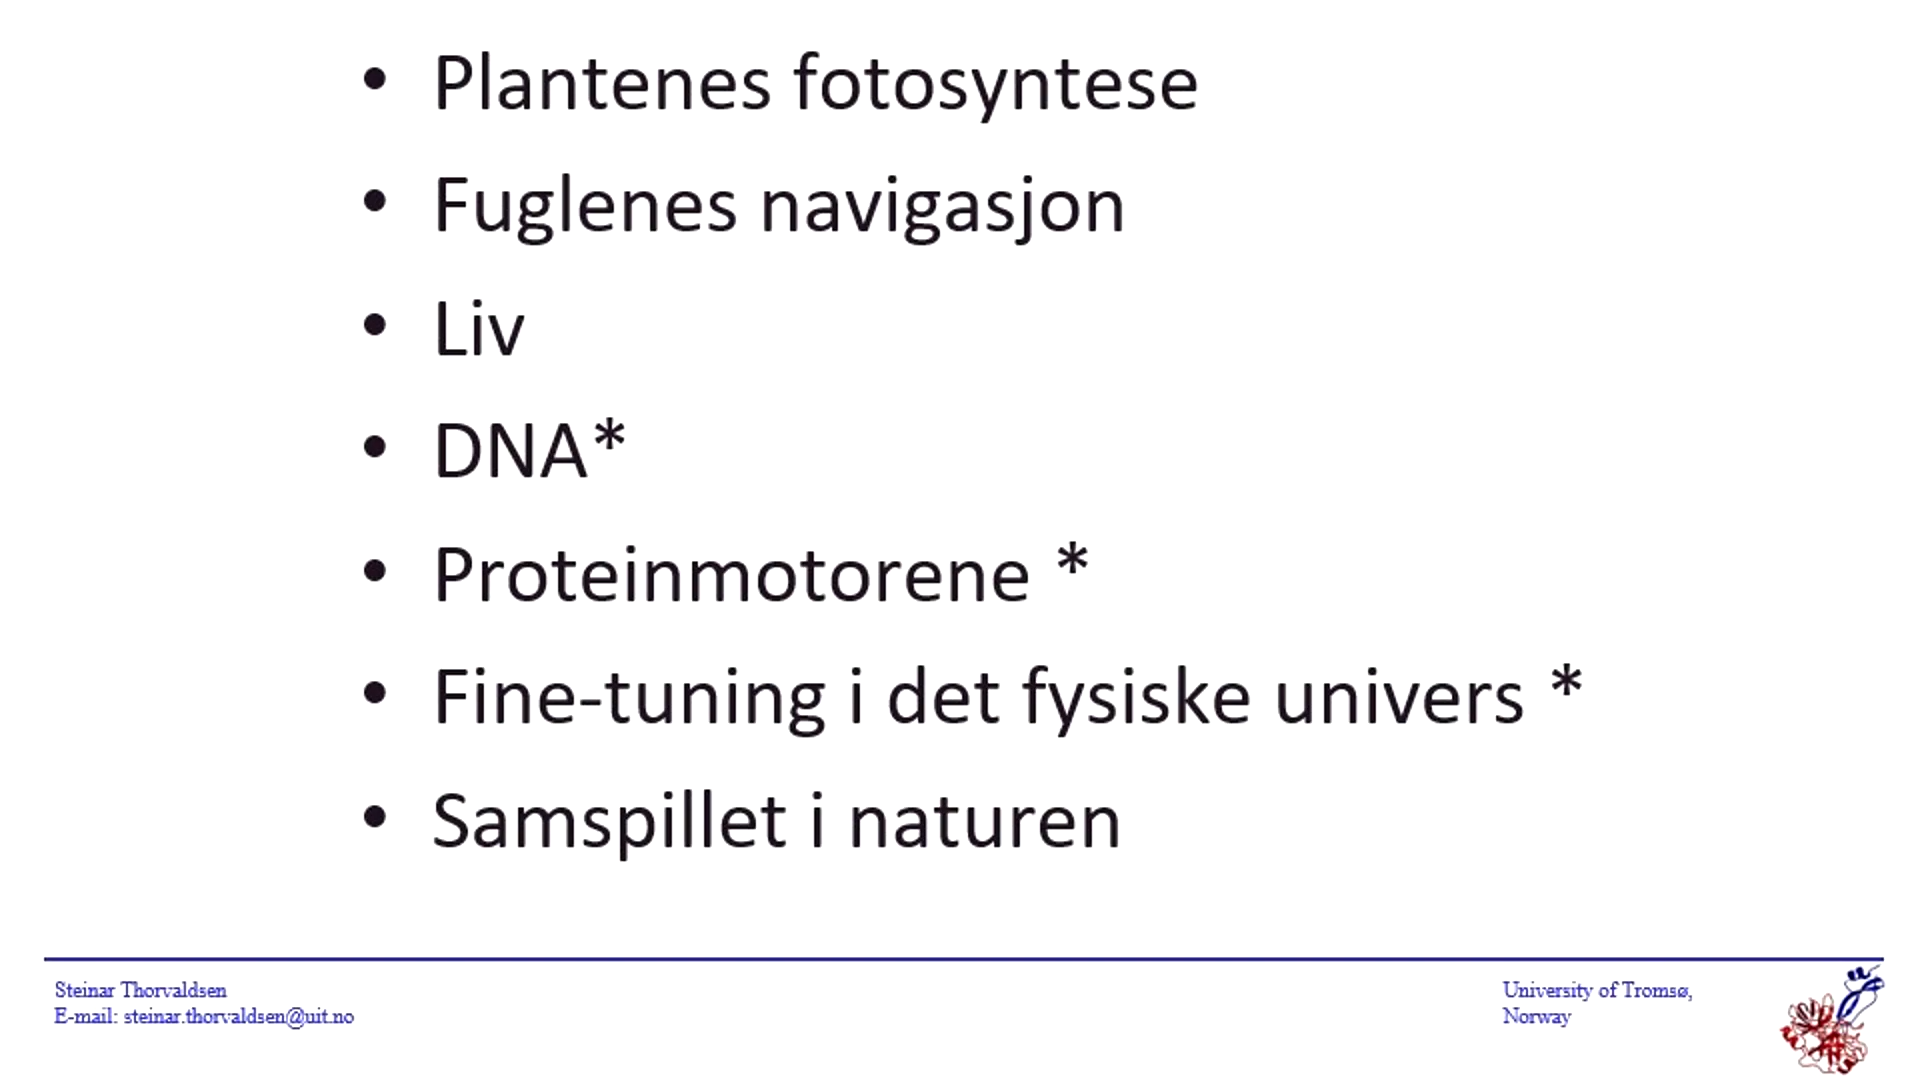 • Plantenes fotosyntese
• Fuglenes navigasjon
• Liv
• DNA*
• Proteinmotorene *
• Fine-tuning i det fysiske univers *
• Samspillet i naturen
Steinar Thorvaldsen
E-mail: steinar.thorvaldsen@uit.no
University of Tromsø,
Norway